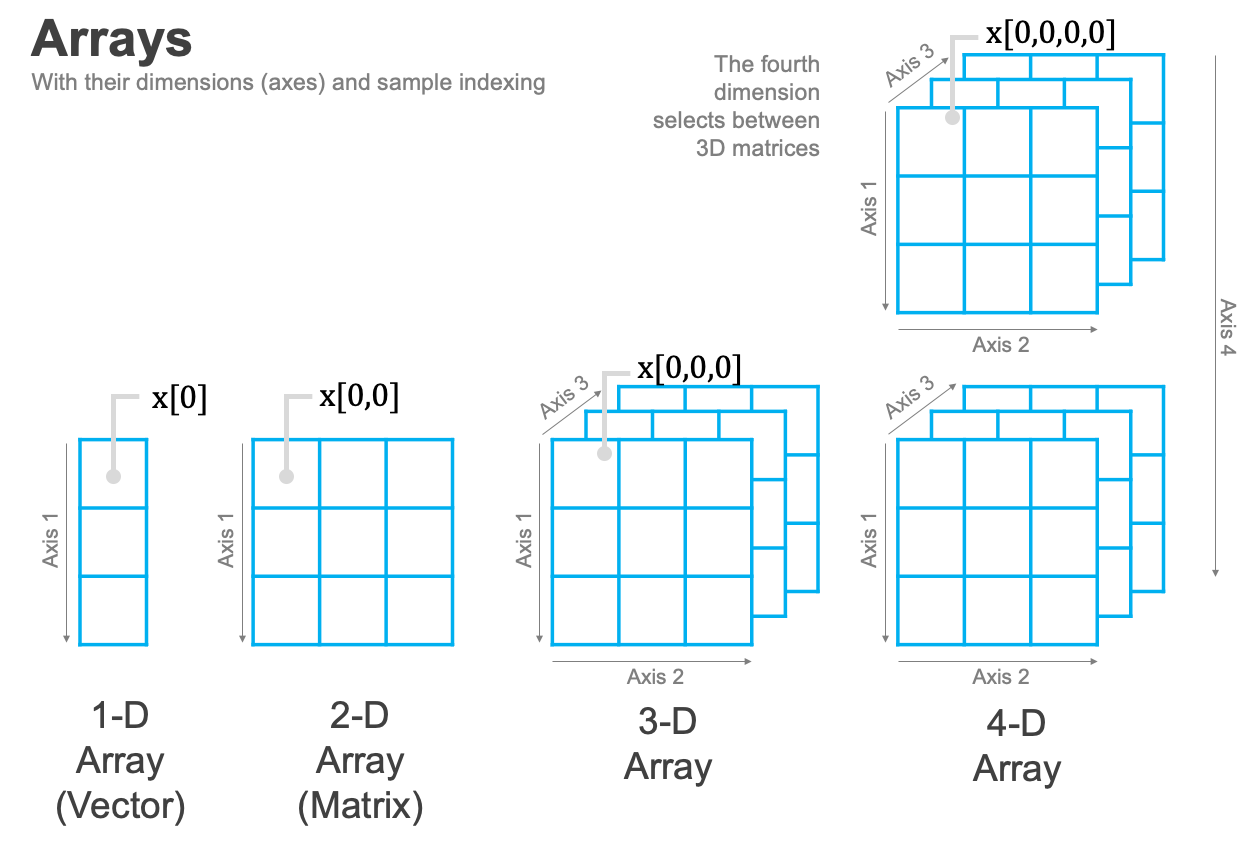 Arrays
With their dimensions (axes) and sample indexing
The fourth
dimension
selects between
3D matrices
x[0,0,0,0]
Axis 3
Axis 1
Axis 2
Axis 4
x[0]
Axis 1
x[0,0]
Axis 1
x[0,0,0]
Axis 3
Axis 1
Axis 2
Axis 3
Axis 1
Axis 2
1-D
Array
(Vector)
2-D
Array
(Matrix)
3-D
Array
4-D
Array